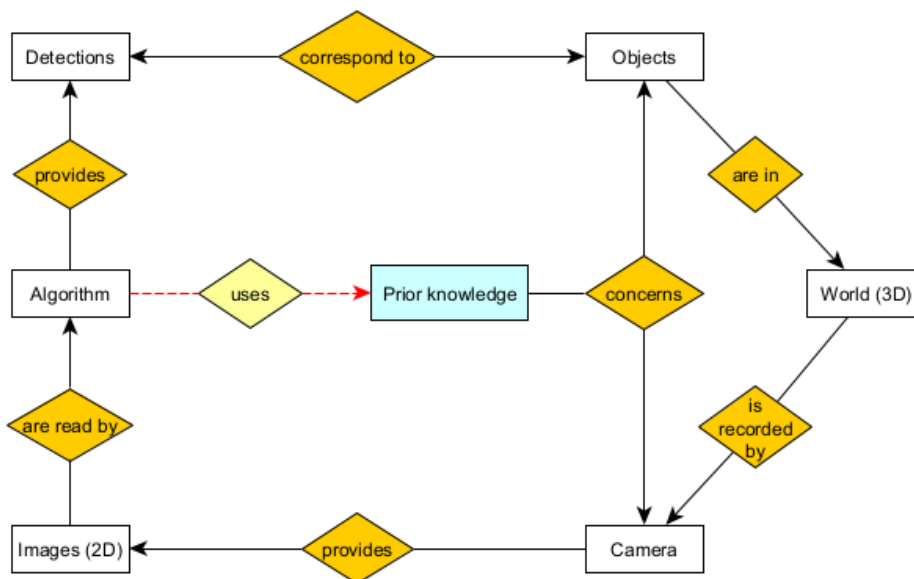 Detections
correspond to
Objects
provides
are in
Algorithm
uses
Prior knowledge
concerns
World (3D)
are read by
is
recorded
by
Images (2D)
provides
Camera